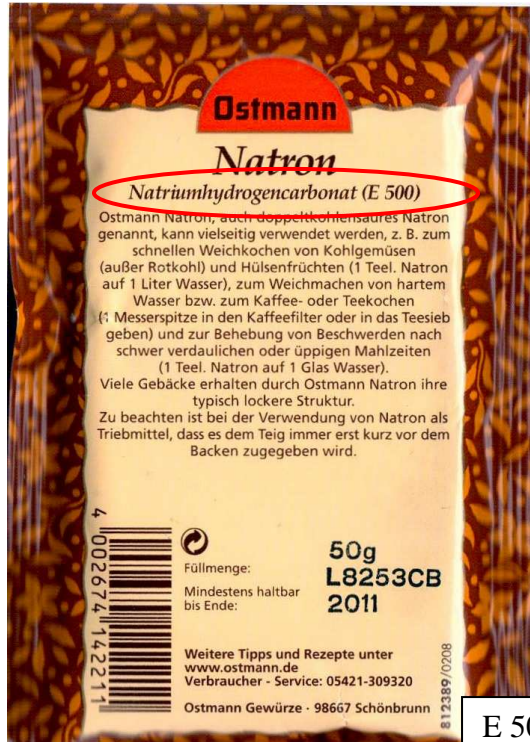 Ostmann
Natron
Natriumhydrogencarbonat (E 500)
Ostmann Natron, auch doppeltkohlensaures Natron
genannt, kann vielseitig verwendet werden, z. B. zum
schnellen Weichkochen von Kohlgemüsen
(außer Rotkohl) und Hülsenfrüchten (1 Teel. Natron
auf 1 Liter Wasser), zum Weichmachen von hartem
Wasser bzw. zum Kaffee- oder Teekochen
(1 Messerspitze in den Kaffeefilter oder in das Teesieb
geben) und zur Behebung von Beschwerden nach
schwer verdaulichen oder üppigen Mahlzeiten
(1 Teel. Natron auf 1 Glas Wasser).
Viele Gebäcke erhalten durch Ostmann Natron ihre
typisch lockere Struktur.
Zu beachten ist bei der Verwendung von Natron als
Triebmittel, dass es dem Teig immer erst kurz vor dem
Backen zugegeben wird.
4 002674 142211
Füllmenge:
50g
L8253CB
Mindestens haltbar
bis Ende:
2011
Weitere Tipps und Rezepte unter
www.ostmann.de
Verbraucher - Service: 05421-309320
Ostmann Gewürze · 98667 Schönbrunn
812389/0208
E 50